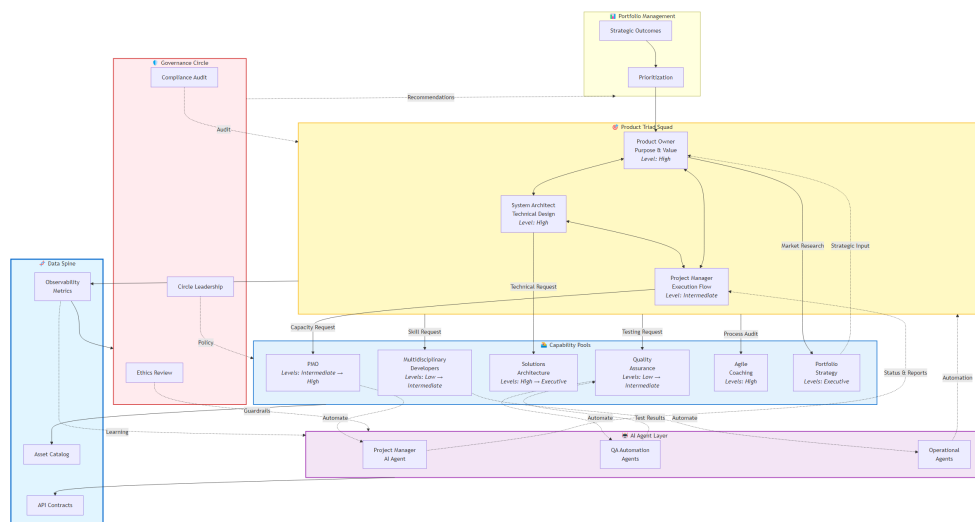 Portfolio Management
Strategic Outcomes
Prioritization
Governance Circle
Compliance Audit
Recommendations
Audit
Product Triad Squad
Product Owner
Purpose & Value
Level: High
System Architect
Technical Design
Level: High
Market Research
Strategic Input
Data Spine
Observability
Metrics
Circle Leadership
Project Manager
Execution Flow
Level: Intermediate
Technical Request
Capacity Request
Skill Request
Testing Request
Process Audit
Policy
Capability Pools
PMO
Levels: Intermediate →
High
Multidisciplinary
Developers
Levels: Low →
Intermediate
Solutions
Architecture
Levels: High → Executive
Quality
Assurance
Levels: Low →
Intermediate
Agile
Coaching
Levels: High
Portfolio
Strategy
Levels: Executive
Status & Reports
Automation
Ethics Review
Guardrails
Automate
Automate
Test Results
Automate
Learning
AI Agent Layer
Asset Catalog
Project Manager
AI Agent
QA Automation
Agents
Operational
Agents
API Contracts